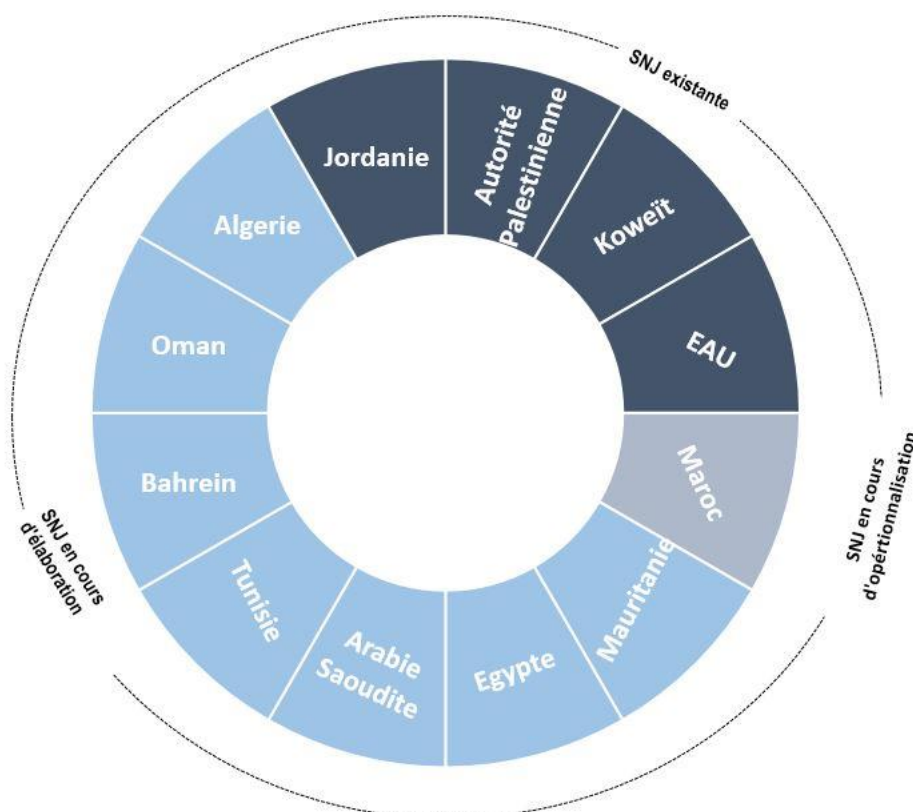 SNJ existante
Jordanie
Autorité
Palestinienne
Koweït
EAU
Maroc
SNJ en cours
d'opértionnalisation
Mauritanie
Egypte
Arabie
Saoudite
Tunisie
Bahrein
SNJ en cours
d'élaboration
Oman
Algerie